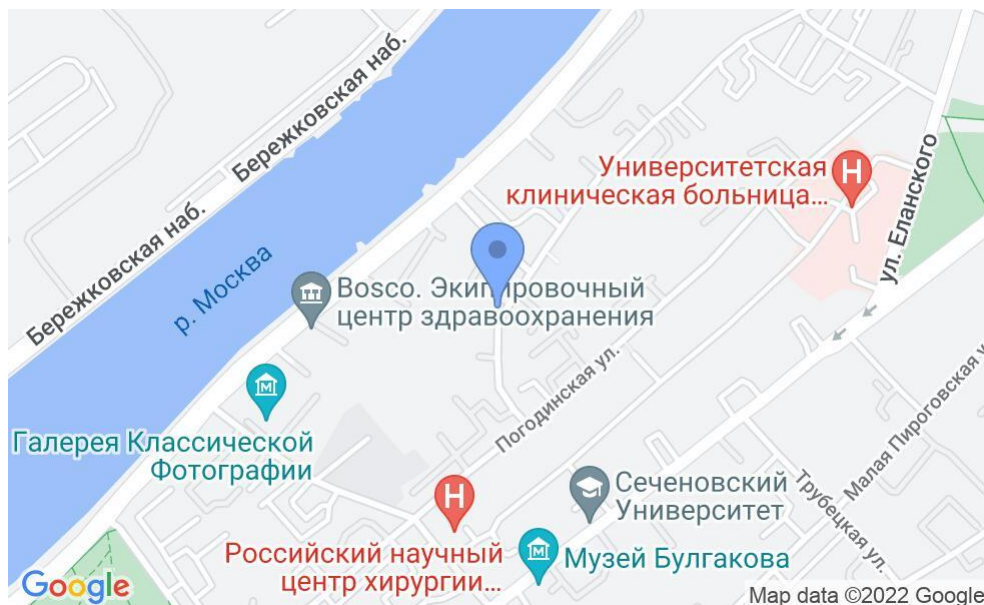 Бережковская наб.
Бережковская наб.
р. Москва
Университетская
клиническая больница...
ул. Еланского
Bosco. Экипировочный
центр здравоохранения
Погодинская ул.
Малая Пироговская у
Галерея Классической
Фотографии
Сеченовский
Университет
Трубецкая ул.
Российский научный
центр хирургии...
Музей Булгакова
Google
Map data ©2022 Google